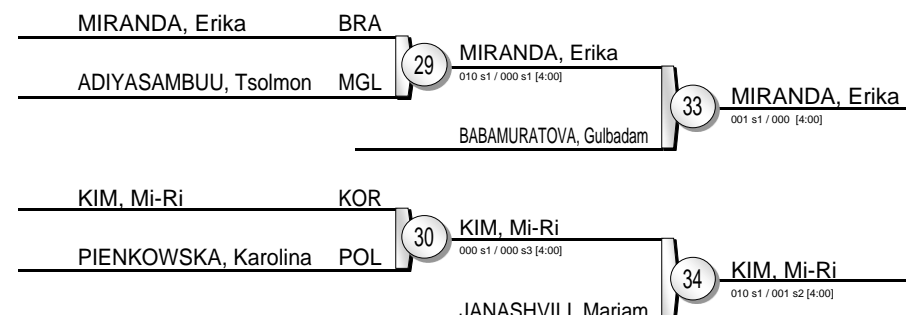 MIRANDA, Erika BRA
ADIYASAMBUU, Tsolmon MGL
29
MIRANDA, Erika
010 s1 / 000 s1 [4:00]
BABAMURATOVA, Gulbadam
33
MIRANDA, Erika
001 s1 / 000 [4:00]
KIM, Mi-Ri KOR
PIENKOWSKA, Karolina POL
30
KIM, Mi-Ri
000 s1 / 000 s3 [4:00]
JANASHVILI, Mariam
34
KIM, Mi-Ri
010 s1 / 001 s2 [4:00]